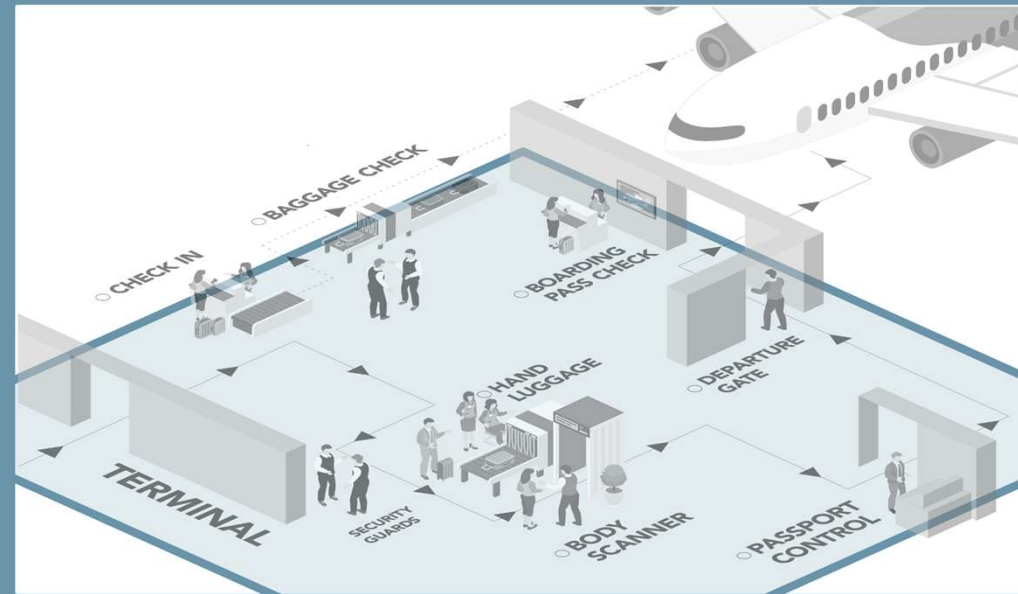 BAGGAGE CHECK
CHECK IN
BOARDING
PASS CHECK
HAND
LUGGAGE
DEPARTURE
GATE
TERMINAL
SECURITY
GUARDS
BODY
SCANNER
PASSPORT
CONTROL